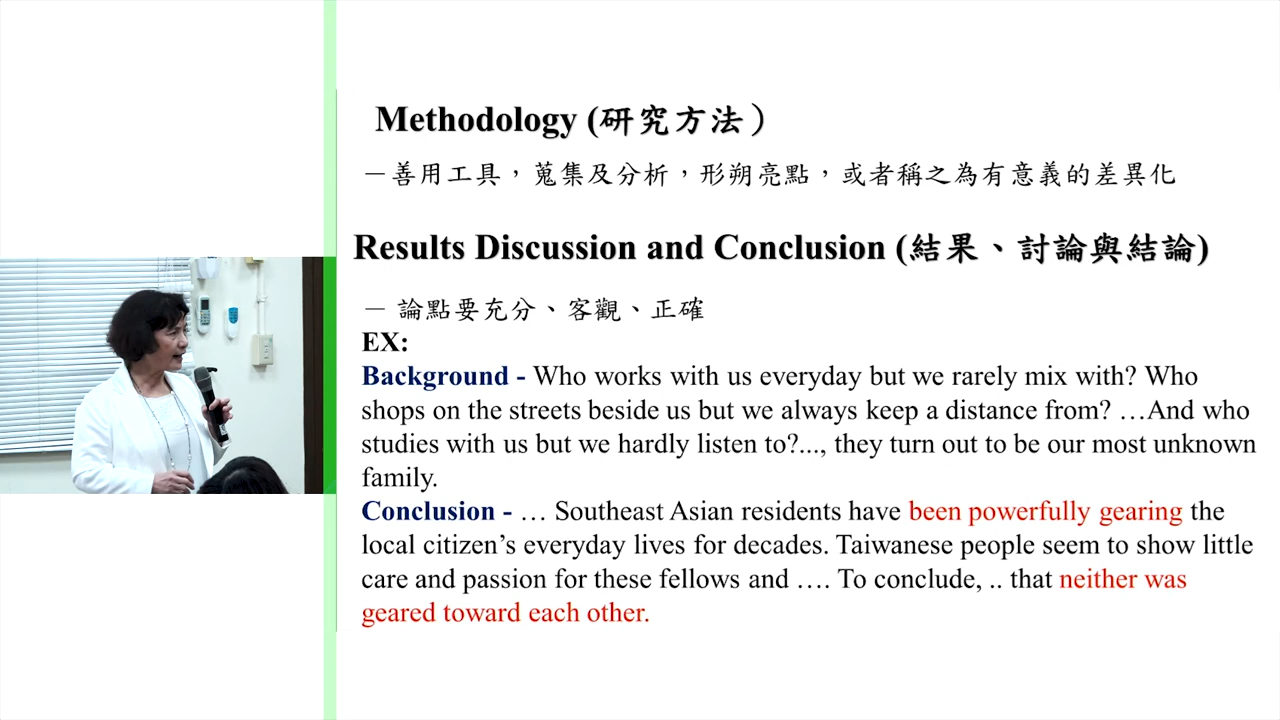 Methodology (研究方法）
－善用工具，蒐集及分析，形朔亮點，或者稱之為有意義的差異化
Results Discussion and Conclusion (結果、討論與結論)
－ 論點要充分、客觀、正確
EX:
Background - Who works with us everyday but we rarely mix with? Who
shops on the streets beside us but we always keep a distance from? …And who
studies with us but we hardly listen to?..., they turn out to be our most unknown
family.
Conclusion - … Southeast Asian residents have been powerfully gearing the
local citizen’s everyday lives for decades. Taiwanese people seem to show little
care and passion for these fellows and …. To conclude, .. that neither was
geared toward each other.